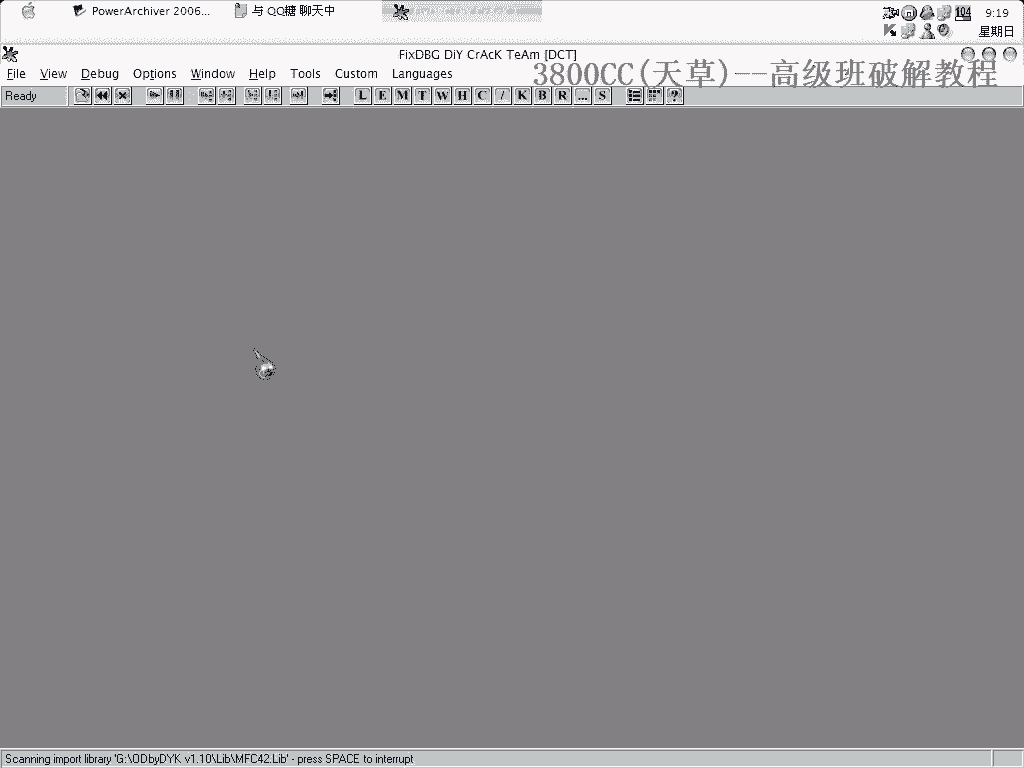 PowerArchiver 2006...
与 QQ糖 聊天中
104
9:19
星期日
FixDBG DiY CrAcK TeAm [DCT]
3800CC(天草)--高级班破解教程
File View Debug Options Window Help Tools Custom Languages
Ready
L E M T W H C / K B R ... S ?
Scanning import library 'G:\ODbyDYK v1.10\Lib\MFC42.Lib' - press SPACE to interrupt